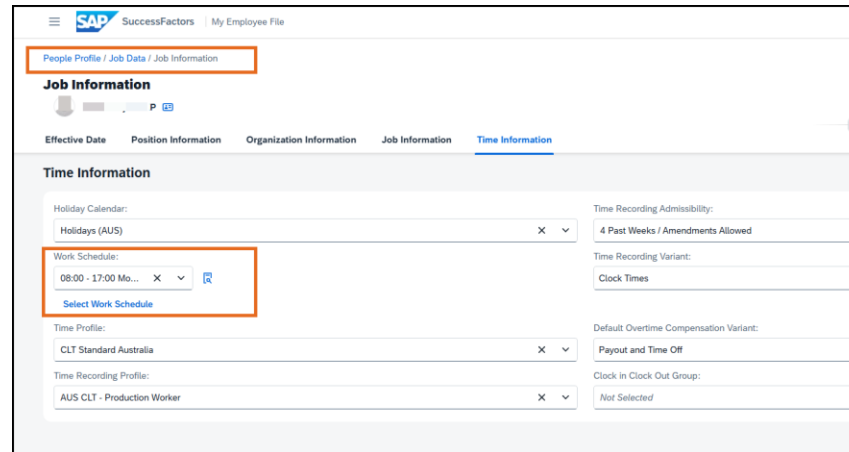 SAP SuccessFactors My Employee File
People Profile / Job Data / Job Information
Job Information
P
Effective Date Position Information Organization Information Job Information Time Information
Time Information
Holiday Calendar: Time Recording Admissibility:
Holidays (AUS) 4 Past Weeks / Amendments Allowed
Work Schedule: Time Recording Variant:
08:00 - 17:00 Mo... Clock Times
Select Work Schedule
Time Profile: Default Overtime Compensation Variant:
CLT Standard Australia Payout and Time Off
Time Recording Profile: Clock in Clock Out Group:
AUS CLT - Production Worker Not Selected